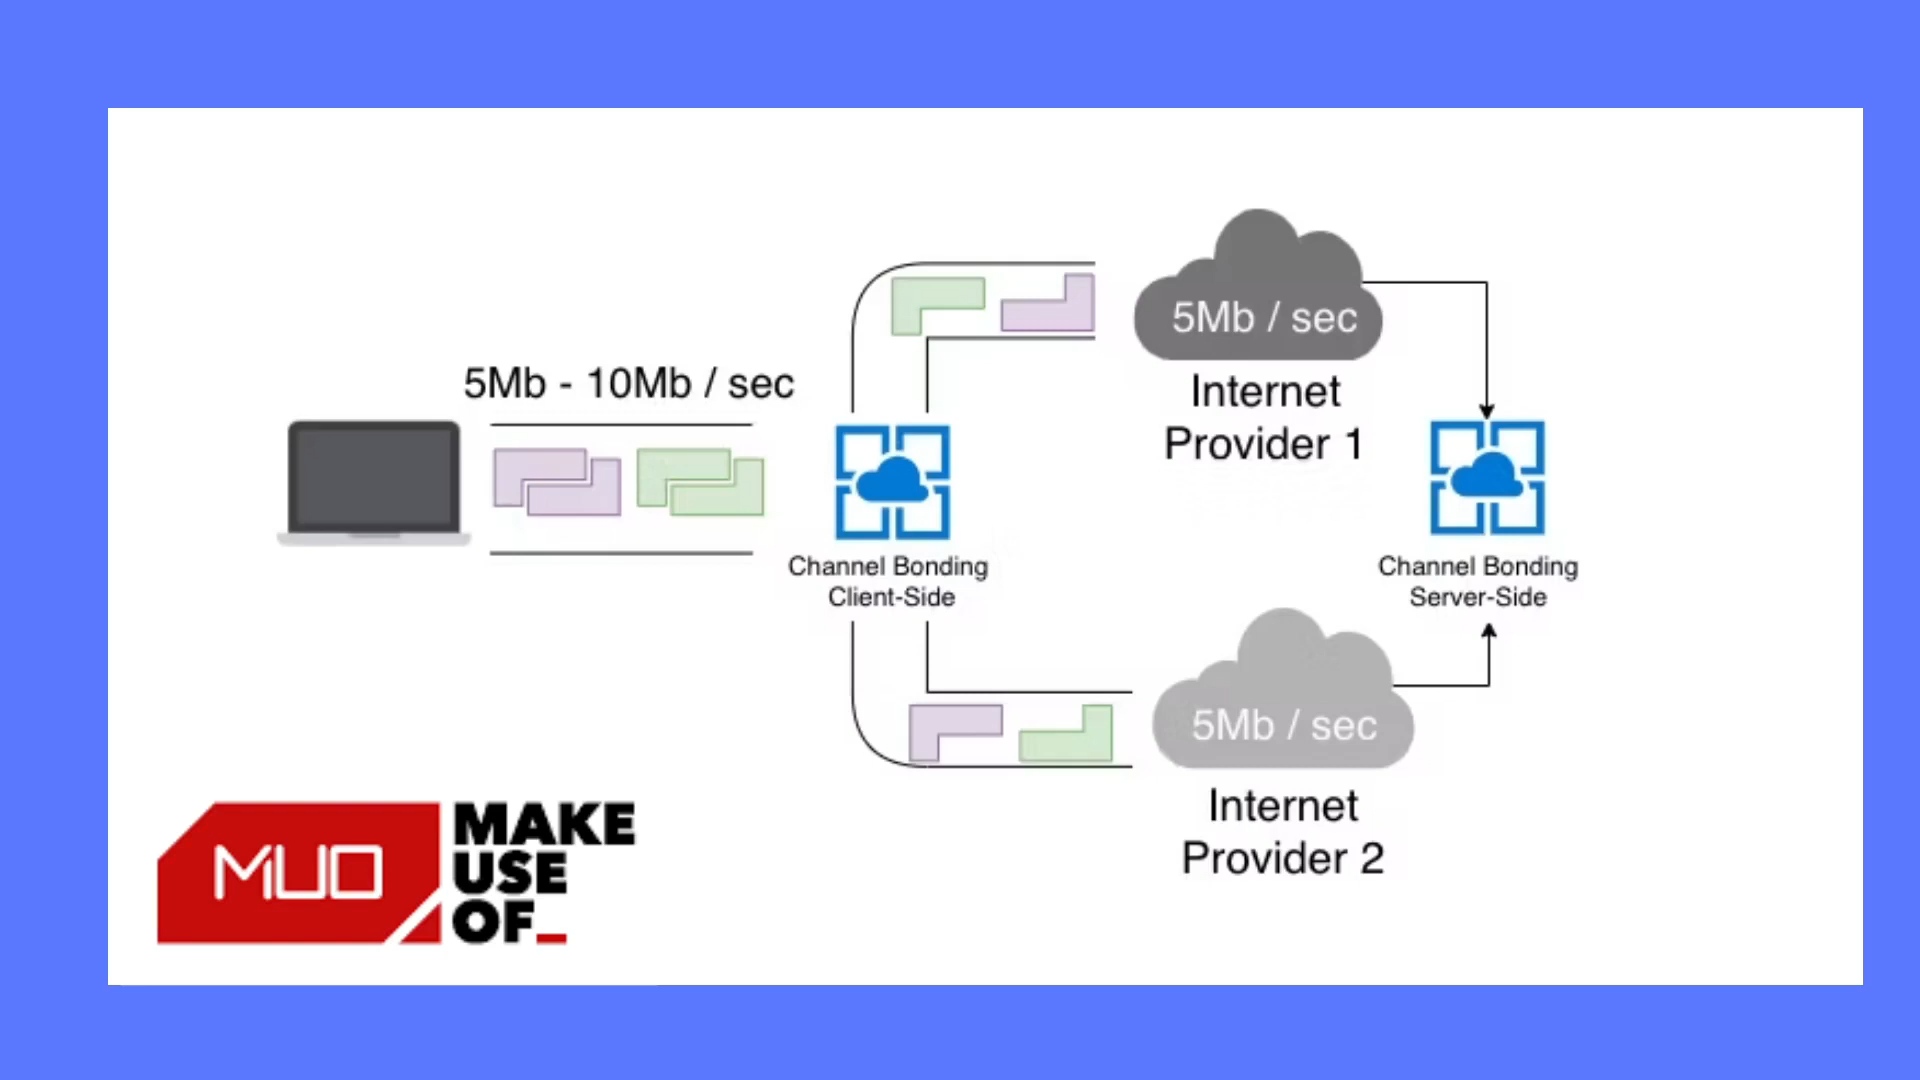 5Mb - 10Mb / sec
Channel Bonding
Client-Side
5Mb / sec
Internet
Provider 1
Channel Bonding
Server-Side
5Mb / sec
Internet
Provider 2
MUO
MAKE
USE
OF_